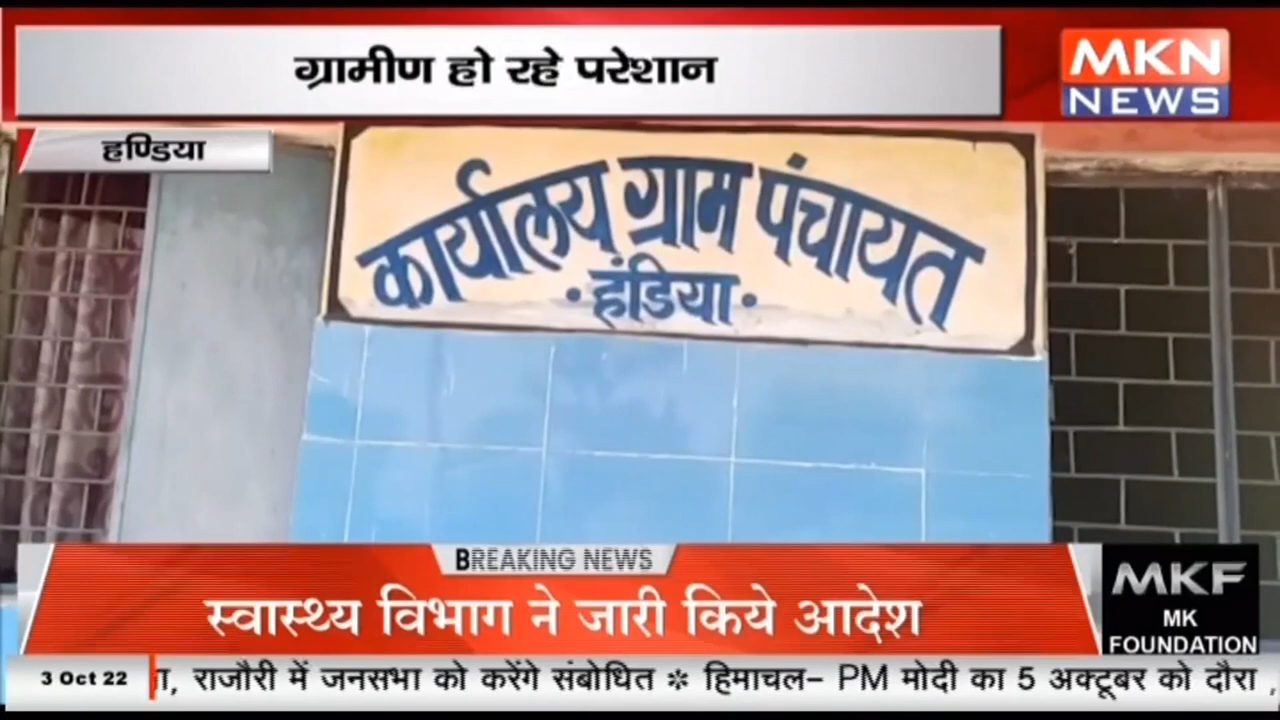 ग्रामीण हो रहे परेशान
MKN
NEWS
हण्डिया
कार्यालय ग्राम पंचायत
• हंडिया •
BREAKING NEWS
स्वास्थ्य विभाग ने जारी किये आदेश
MKF
MK
FOUNDATION
3 Oct 22
, राजौरी में जनसभा को करेंगे संबोधित * हिमाचल- PM मोदी का 5 अक्टूबर को दौरा ,